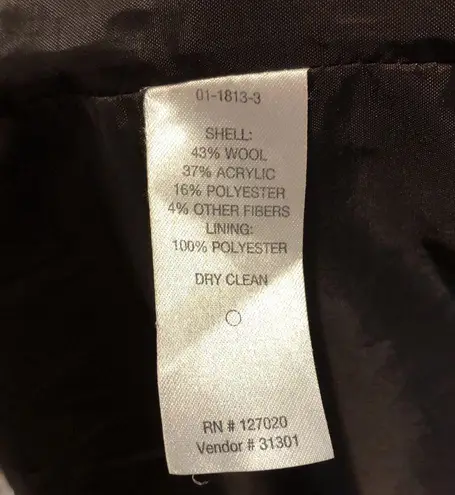 01-1813-3
SHELL:
43% WOOL
37% ACRYLIC
16% POLYESTER
4% OTHER FIBERS
LINING:
100% POLYESTER
DRY CLEAN
RN # 127020
Vendor # 31301